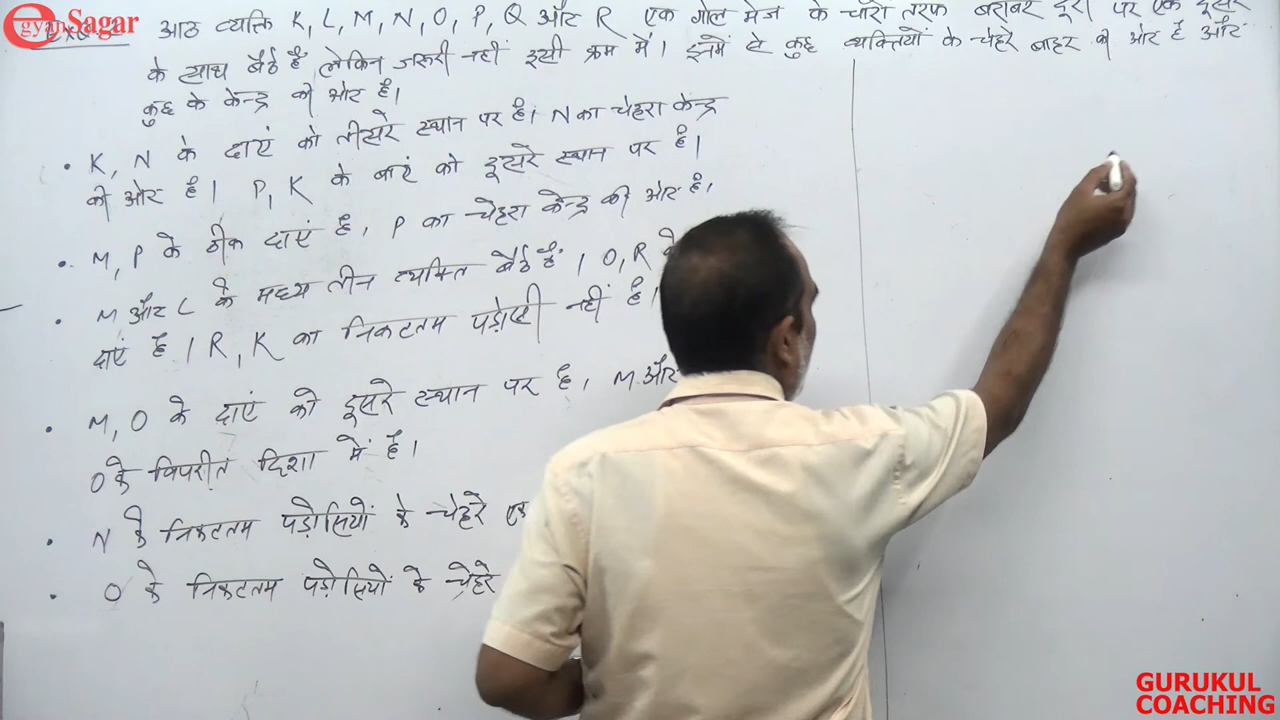 e gyan Sagar
आठ व्यक्ति K, L, M, N, O, P, Q और R एक गोल मेज के चारो तरफ बराबर दूरी पर एक दूसरे
के साथ बैठे हैं लेकिन जरूरी नहीं इसी क्रम में। इनमें से कुछ व्यक्तियों के चेहरे बाहर की ओर हैं और
कुछ के केन्द्र की ओर हैं।
• K, N के दाएं को तीसरे स्थान पर है। N का चेहरा केन्द्र
की ओर है। P, K के बाएं को दूसरे स्थान पर है।
• M, P के ठीक दाएं है, P का चेहरा केन्द्र की ओर है।
• M और L के मध्य तीन व्यक्ति बैठे हैं, O, R के
दाएं है। R, K का निकटतम पड़ोसी नहीं है।
• M, O के दाएं को दूसरे स्थान पर है, M और
O के विपरीत दिशा में हैं।
• N के निकटतम पड़ोसियों के चेहरे एक
• O के निकटतम पड़ोसियों के चेहरे
GURUKUL
COACHING